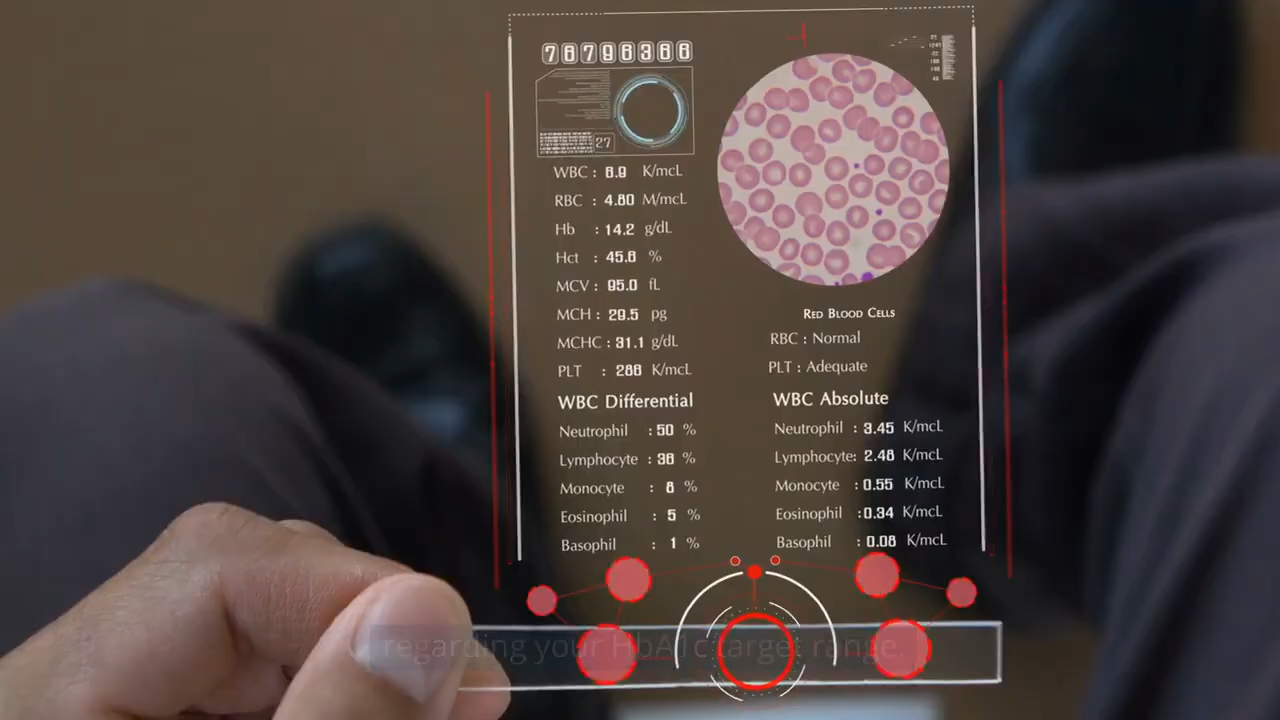 76796366
27
WBC : 6.9 K/mcL
RBC : 4.80 M/mcL
Hb : 14.2 g/dL
Hct : 45.6 %
MCV : 95.0 fL
MCH : 29.5 pg
MCHC : 31.1 g/dL
PLT : K/mcL
Red Blood Cells
RBC : Normal
PLT : Adequate
WBC Differential
Neutrophil : 50 %
Lymphocyte : 36 %
Monocyte : 8 %
Eosinophil : 5 %
Basophil : 1 %
WBC Absolute
Neutrophil : 3.45 K/mcL
Lymphocyte: 2.48 K/mcL
Monocyte : 0.55 K/mcL
Eosinophil : 0.34 K/mcL
Basophil : K/mcL
regarding your HbA1c target range.